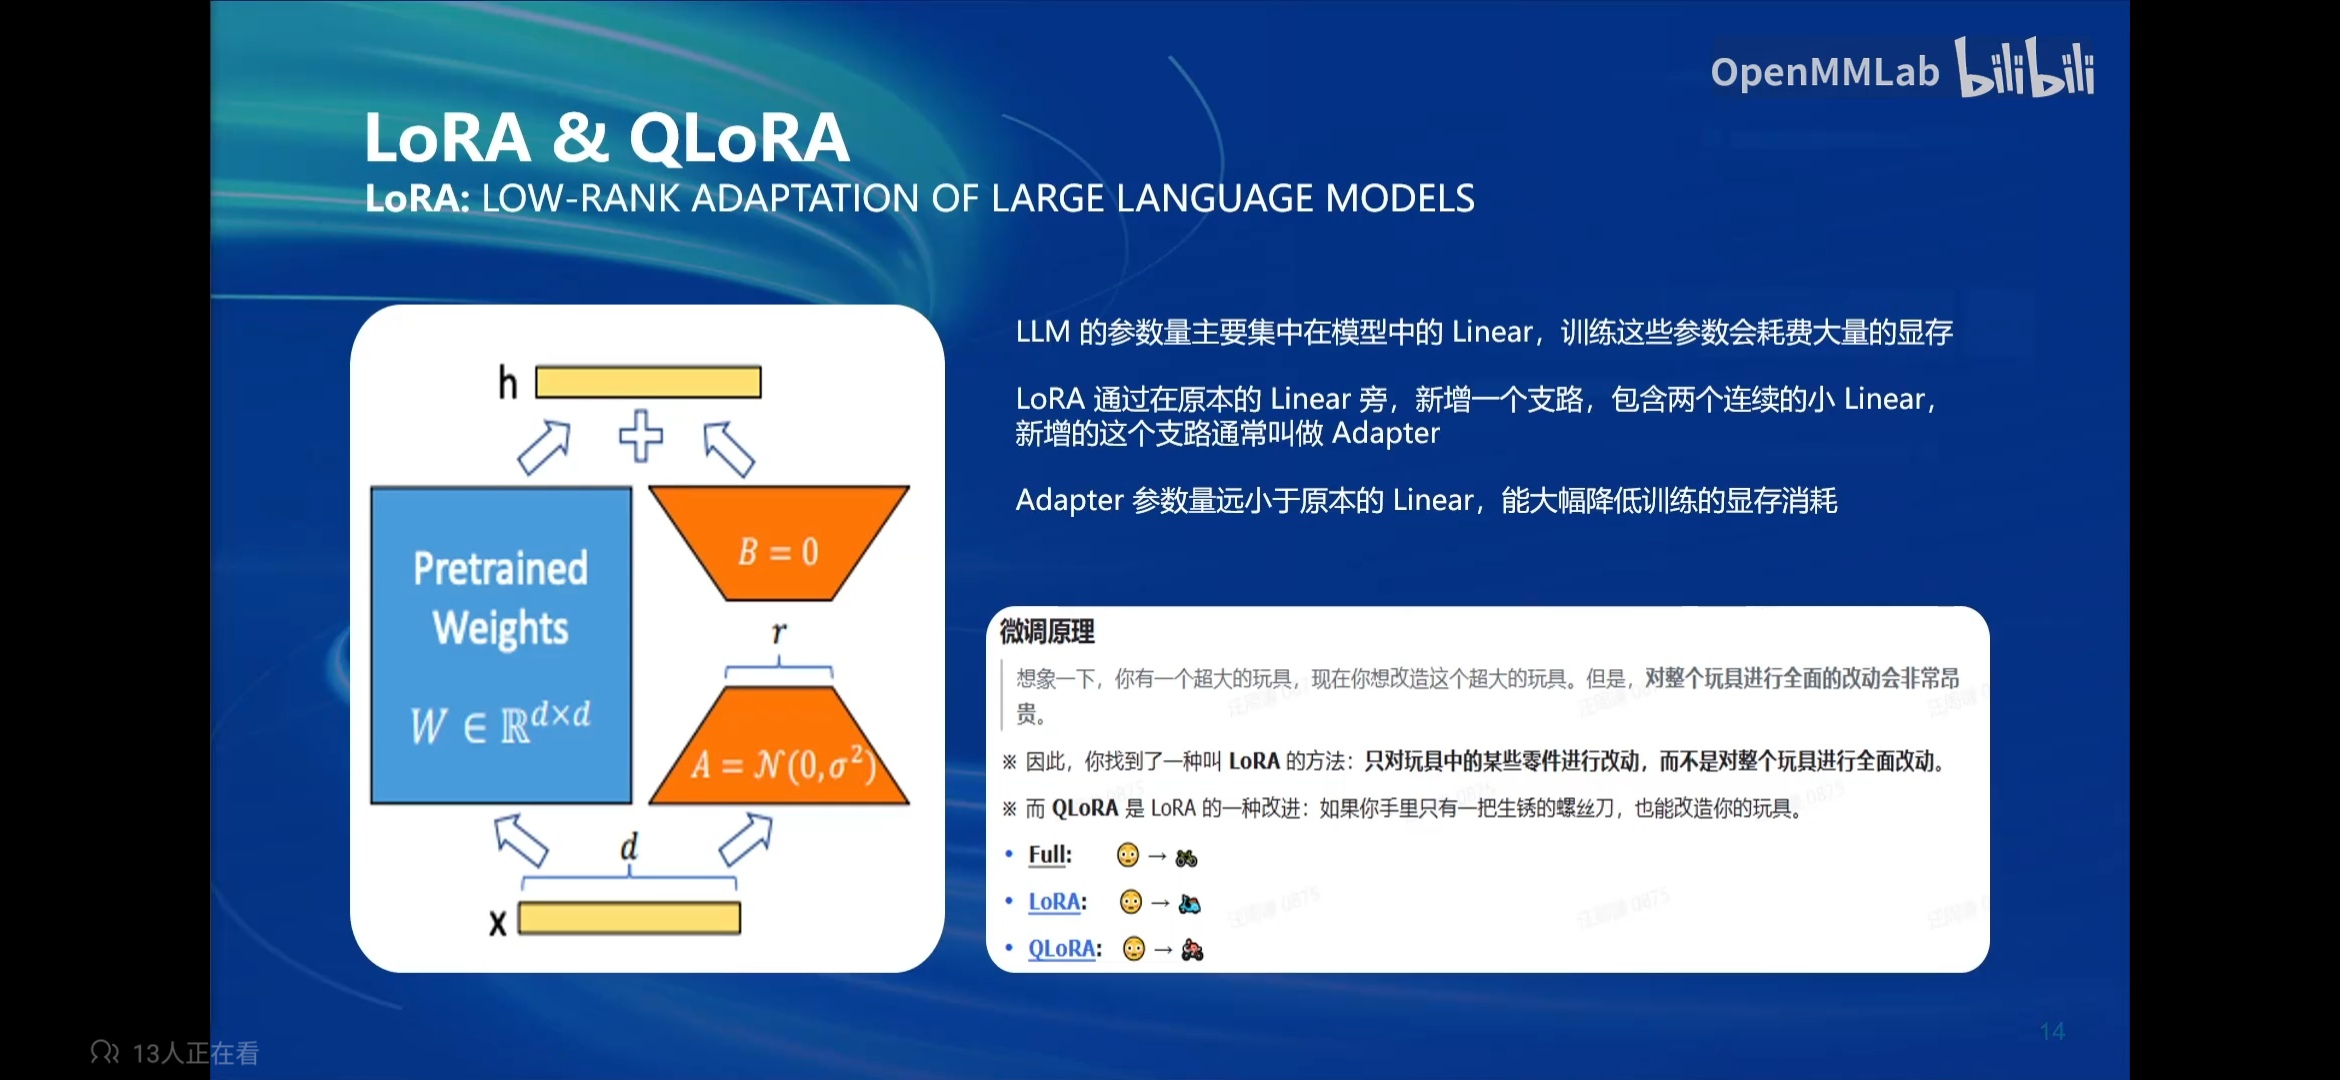 OpenMMLab bilibili
LoRA & QLoRA
LoRA: LOW-RANK ADAPTATION OF LARGE LANGUAGE MODELS
h
Pretrained
Weights
W ∈ ℝ^{d×d}
B = 0
r
A = 𝒩(0,σ²)
d
x
LLM 的参数量主要集中在模型中的 Linear，训练这些参数会耗费大量的显存
LoRA 通过在原本的 Linear 旁，新增一个支路，包含两个连续的小 Linear，
新增的这个支路通常叫做 Adapter
Adapter 参数量远小于原本的 Linear，能大幅降低训练的显存消耗
微调原理
想象一下，你有一个超大的玩具，现在你想改造这个超大的玩具。但是，对整个玩具进行全面的改动会非常昂
贵。
※ 因此，你找到了一种叫 LoRA 的方法：只对玩具中的某些零件进行改动，而不是对整个玩具进行全面改动。
※ 而 QLoRA 是 LoRA 的一种改进：如果你手里只有一把生锈的螺丝刀，也能改造你的玩具。
• Full: 😳 → 🏍
• LoRA: 😳 → 🛵
• QLoRA: 😳 → 🏍
13人正在看
14